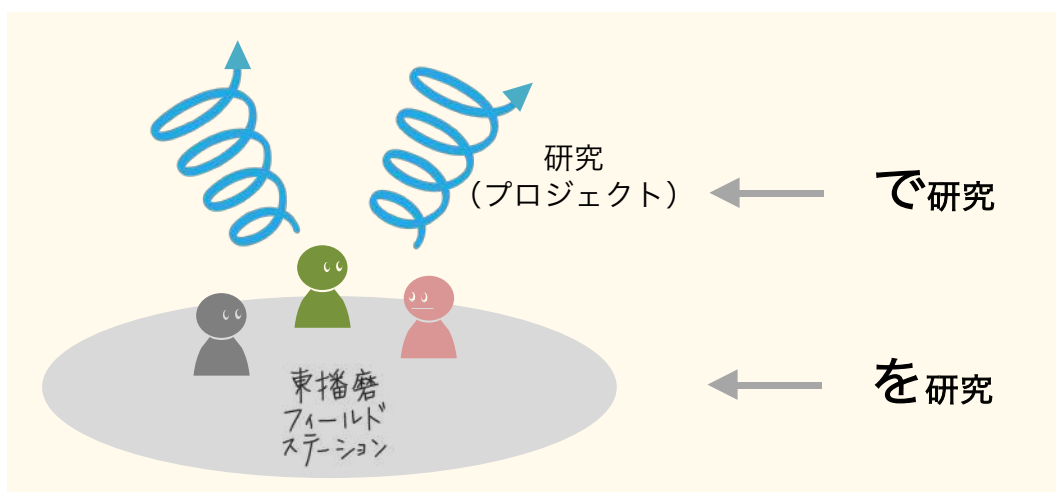 研究
（プロジェクト）
で研究
東播磨
フィールド
ステーション
を研究